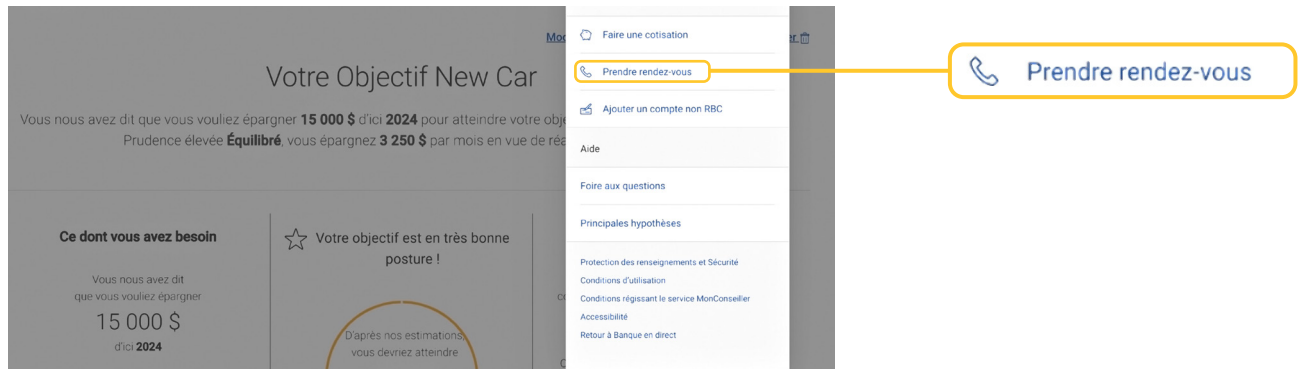 Faire une cotisation
Votre Objectif New Car
Prendre rendez-vous
Prendre rendez-vous
Vous nous avez dit que vous vouliez épargner 15 000 $ d'ici 2024 pour atteindre votre
Prudence élevée Équilibré, vous épargnez 3 250 $ par mois en vue de
Ajouter un compte non RBC
Aide
Foire aux questions
Principales hypothèses
Ce dont vous avez besoin
Vous nous avez dit
que vous vouliez épargner
15 000 $
d'ici 2024
Votre objectif est en très bonne
posture !
D'après nos estimations,
vous devriez atteindre
Protection des renseignements et Sécurité
Conditions d'utilisation
Conditions régissant le service MonConseiller
Accessibilité
Retour à Banque en direct